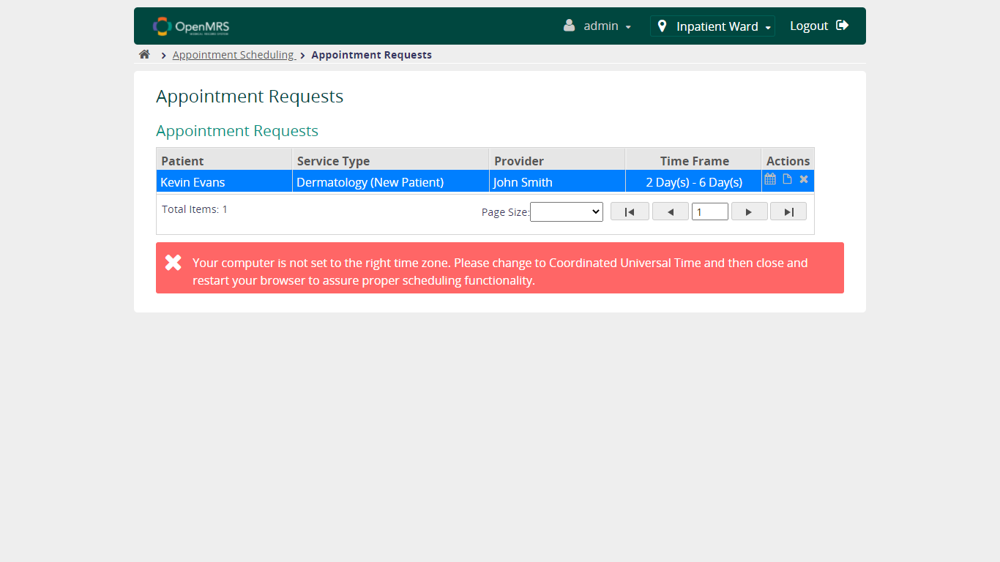 OpenMRS
admin
Inpatient Ward
Logout
Appointment Scheduling
Appointment Requests
Appointment Requests
Appointment Requests
Patient Service Type Provider Time Frame Actions
Kevin Evans Dermatology (New Patient) John Smith 2 Day(s) - 6 Day(s)
Total Items: 1 Page Size: 1
Your computer is not set to the right time zone. Please change to Coordinated Universal Time and then close and
restart your browser to assure proper scheduling functionality.